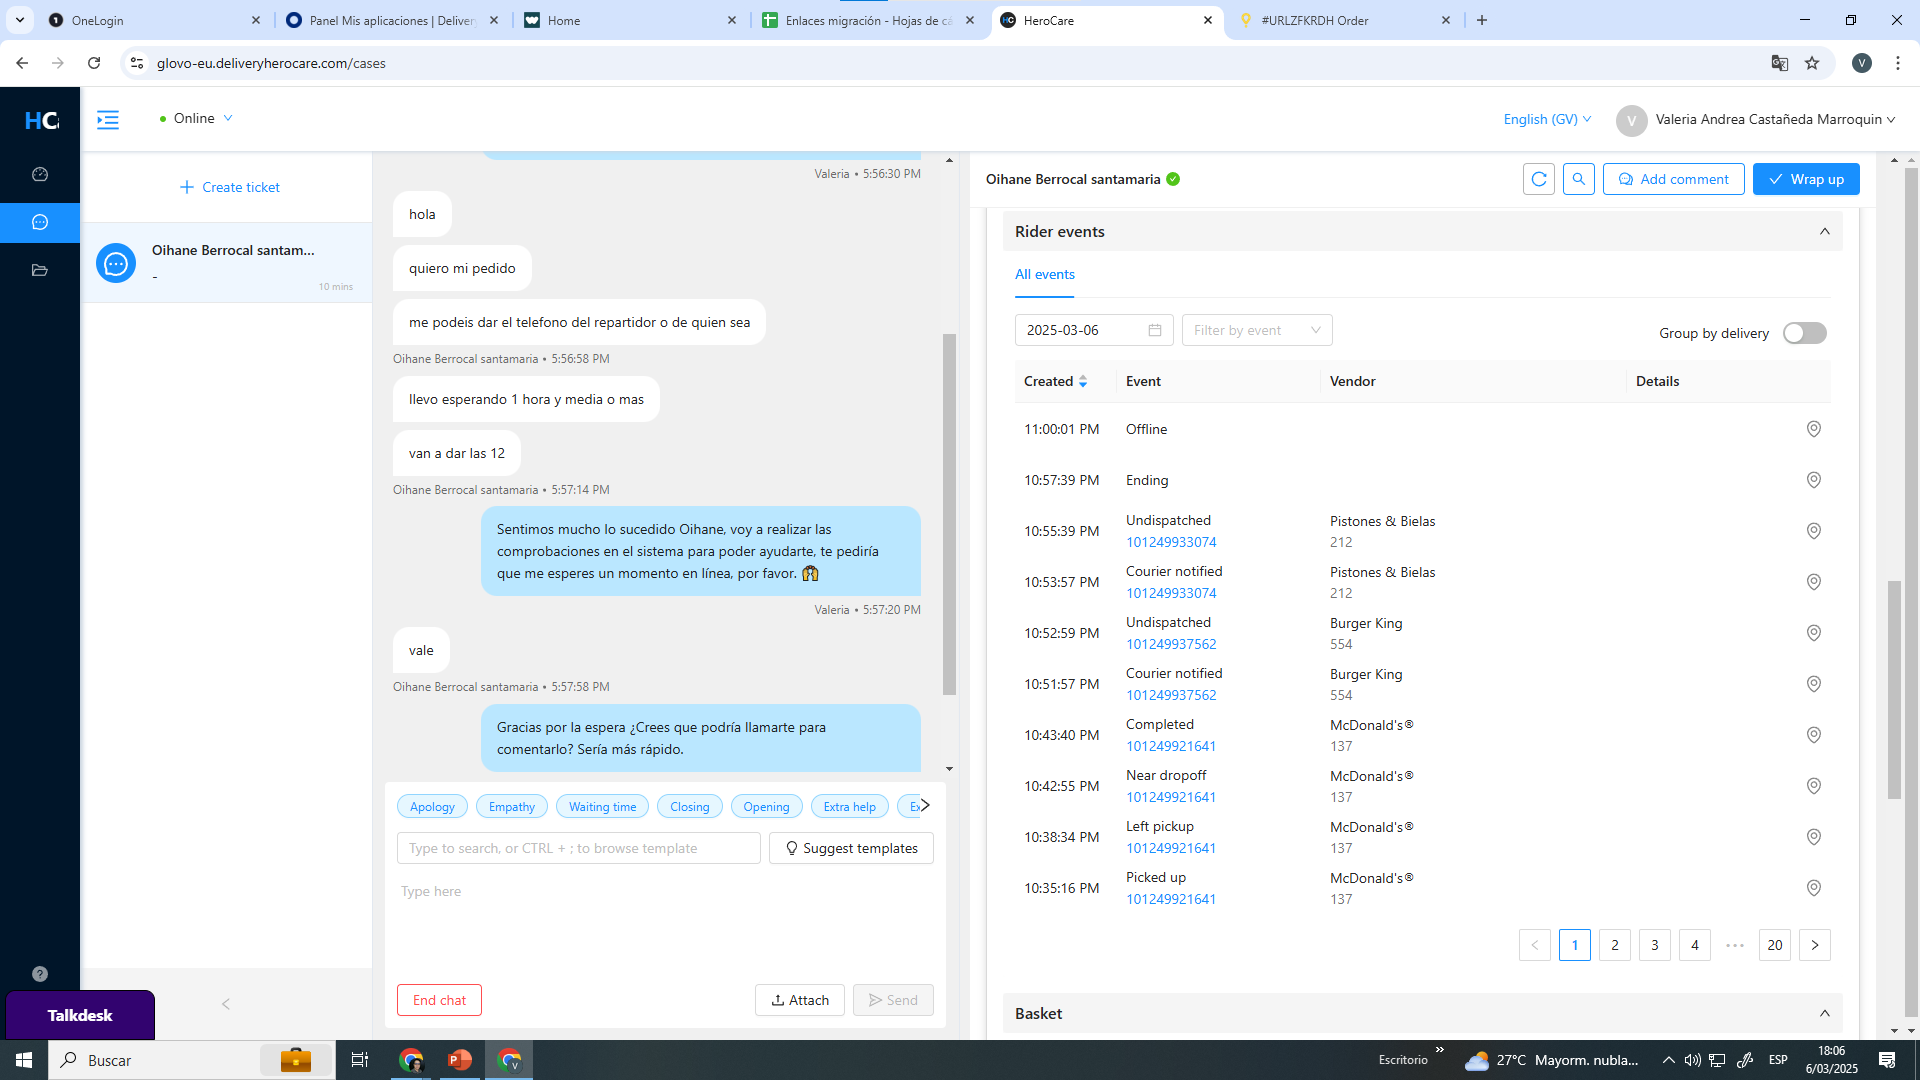 OneLogin
Panel Mis aplicaciones | Deliver
Home
Enlaces migración - Hojas de cá
HC
HeroCare
#URLZFKRDH Order
glovo-eu.deliveryherocare.com/cases
V
HC
Online
English (GV)
V
Valeria Andrea Castañeda Marroquin
Create ticket
Oihane Berrocal santam...
-
10 mins
Valeria • 5:56:30 PM
hola
quiero mi pedido
me podeis dar el telefono del repartidor o de quien sea
Oihane Berrocal santamaria • 5:56:58 PM
llevo esperando 1 hora y media o mas
van a dar las 12
Oihane Berrocal santamaria • 5:57:14 PM
Sentimos mucho lo sucedido Oihane, voy a realizar las
comprobaciones en el sistema para poder ayudarte, te pediría
que me esperes un momento en línea, por favor.
Valeria • 5:57:20 PM
vale
Oihane Berrocal santamaria • 5:57:58 PM
Gracias por la espera ¿Crees que podría llamarte para
comentarlo? Sería más rápido.
Apology
Empathy
Waiting time
Closing
Opening
Extra help
Ex
Type to search, or CTRL + ; to browse template
Suggest templates
Type here
End chat
Attach
Send
Oihane Berrocal santamaria
Add comment
Wrap up
Rider events
All events
2025-03-06
Filter by event
Group by delivery
Created Event Vendor Details
11:00:01 PM Offline
10:57:39 PM Ending
10:55:39 PM Undispatched 101249933074 Pistones & Bielas 212
10:53:57 PM Courier notified 101249933074 Pistones & Bielas 212
10:52:59 PM Undispatched 101249937562 Burger King 554
10:51:57 PM Courier notified 101249937562 Burger King 554
10:43:40 PM Completed 101249921641 McDonald's® 137
10:42:55 PM Near dropoff 101249921641 McDonald's® 137
10:38:34 PM Left pickup 101249921641 McDonald's® 137
10:35:16 PM Picked up 101249921641 McDonald's® 137
1 2 3 4 ••• 20
Basket
Talkdesk
Buscar
Escritorio
27°C Mayorm. nubla...
ESP
18:06
6/03/2025